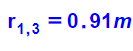 r₁,₃ = 0.91m